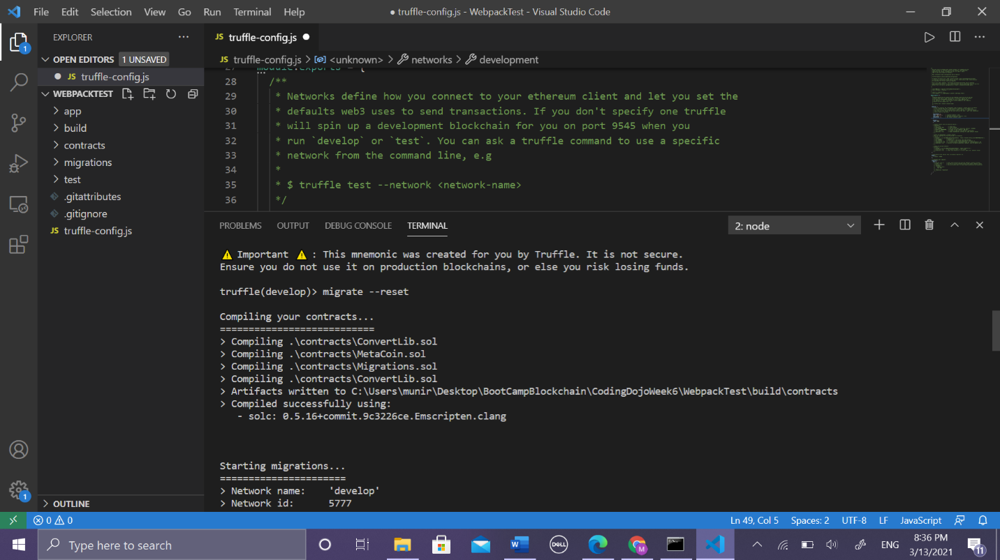 File Edit Selection View Go Run Terminal Help
● truffle-config.js - WebpackTest - Visual Studio Code
EXPLORER
OPEN EDITORS 1 UNSAVED
JS truffle-config.js
WEBPACKTEST
app
build
contracts
migrations
test
.gitattributes
.gitignore
JS truffle-config.js
OUTLINE
1
1
JS truffle-config.js ●
JS truffle-config.js > <unknown> > networks > development
27 module.exports = {
28 /**
29 * Networks define how you connect to your ethereum client and let you set the
30 * defaults web3 uses to send transactions. If you don't specify one truffle
31 * will spin up a development blockchain for you on port 9545 when you
32 * run `develop` or `test`. You can ask a truffle command to use a specific
33 * network from the command line, e.g
34 *
35 * $ truffle test --network <network-name>
36 */
PROBLEMS OUTPUT DEBUG CONSOLE TERMINAL 2: node
⚠ Important ⚠ : This mnemonic was created for you by Truffle. It is not secure.
Ensure you do not use it on production blockchains, or else you risk losing funds.
truffle(develop)> migrate --reset
Compiling your contracts...
===========================
> Compiling .\contracts\ConvertLib.sol
> Compiling .\contracts\MetaCoin.sol
> Compiling .\contracts\Migrations.sol
> Compiling .\contracts\ConvertLib.sol
> Artifacts written to C:\Users\munir\Desktop\BootCampBlockchain\CodingDojoWeek6\WebpackTest\build\contracts
> Compiled successfully using:
- solc: 0.5.16+commit.9c3226ce.Emscripten.clang
Starting migrations...
======================
> Network name: 'develop'
> Network id: 5777
0 0 Ln 49, Col 5 Spaces: 2 UTF-8 LF JavaScript
Type here to search
W
DELL
M
ENG
8:36 PM
3/13/2021
11